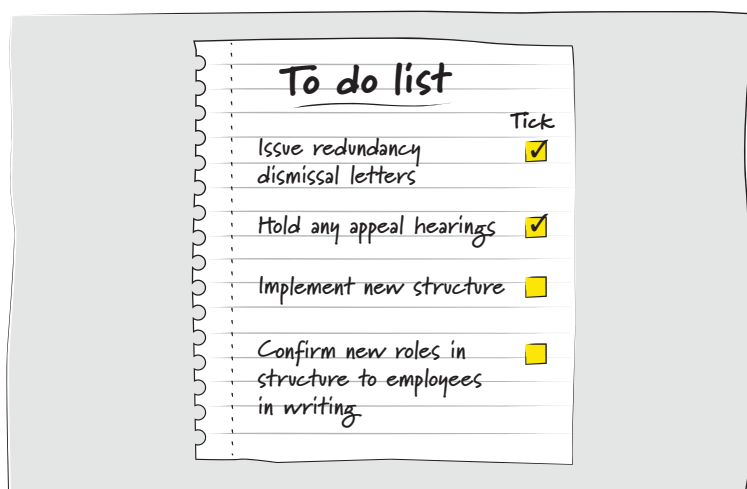 To do list
Tick
Issue redundancy
dismissal letters
Hold any appeal hearings
Implement new structure
Confirm new roles in
structure to employees
in writing